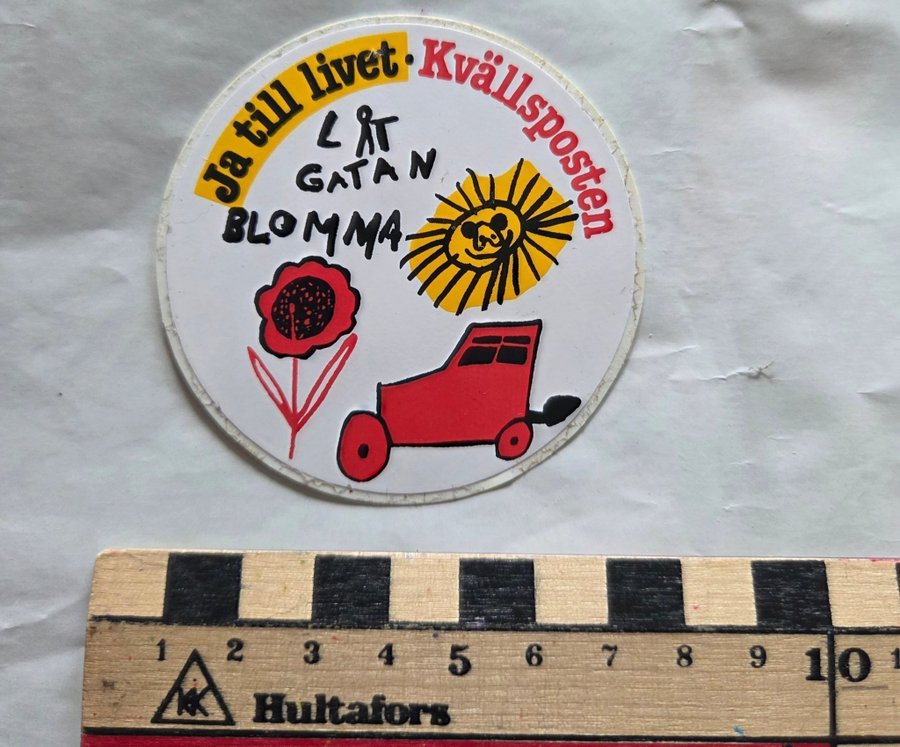 Ja till livet · Kvällsposten
LÅT
GATAN
BLOMMA
1 2 3 4 5 6 7 8 9 10
Hultafors